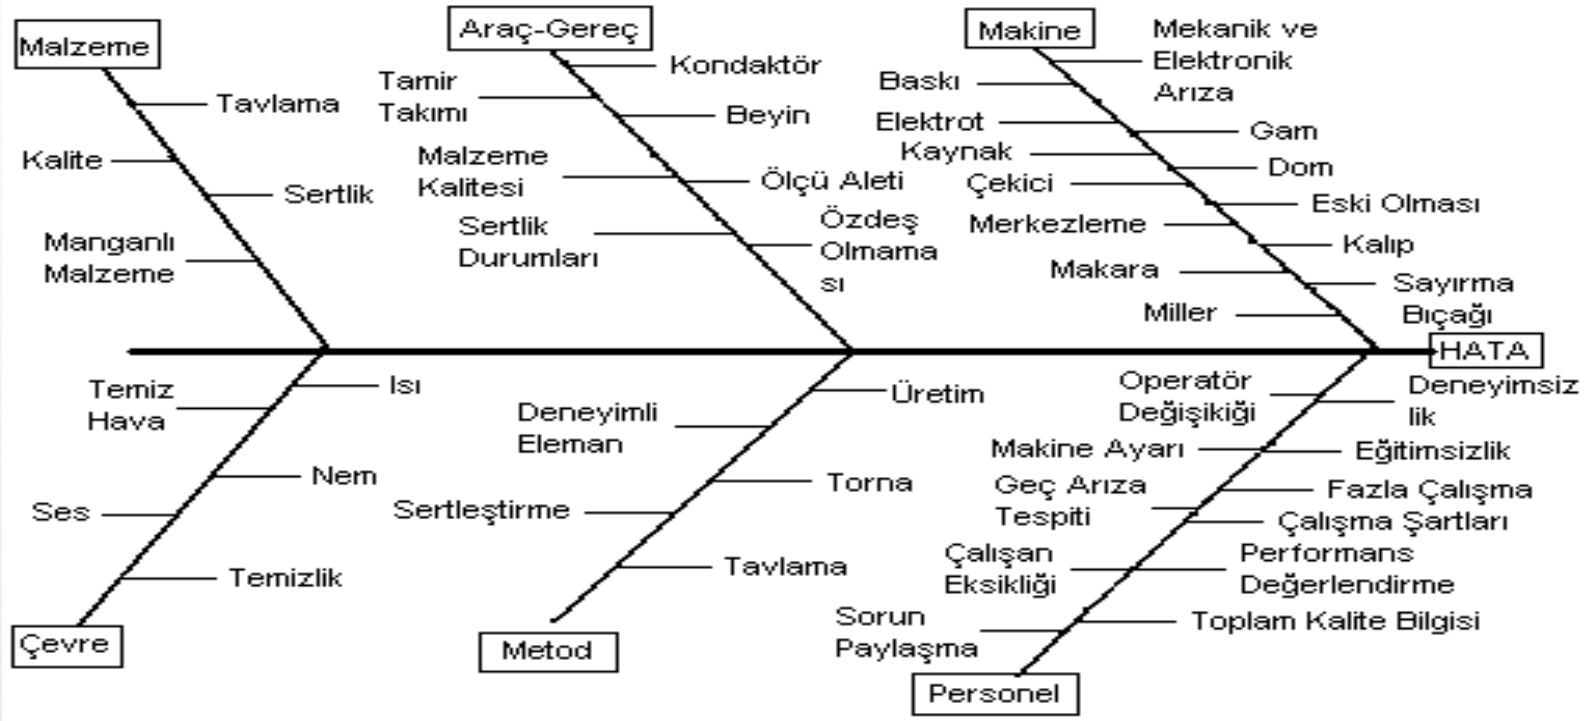 Malzeme
Tavlama
Kalite
Sertlik
Manganlı
Malzeme
Araç-Gereç
Kondaktör
Tamir
Takımı
Beyin
Malzeme
Kalitesi
Ölçü Aleti
Sertlik
Durumları
Özdeş
Olmama
sı
Makine
Mekanik ve
Elektronik
Arıza
Baskı
Elektrot
Gam
Kaynak
Dom
Çekici
Eski Olması
Merkezleme
Kalıp
Makara
Sayırma
Bıçağı
Miller
HATA
Isı
Temiz
Hava
Nem
Ses
Temizlik
Çevre
Üretim
Deneyimli
Eleman
Torna
Sertleştirme
Tavlama
Metod
Operatör
Değişikiği
Deneyimsiz
lik
Makine Ayarı
Eğitimsizlik
Geç Arıza
Tespiti
Fazla Çalışma
Çalışma Şartları
Çalışan
Eksikliği
Performans
Değerlendirme
Sorun
Paylaşma
Toplam Kalite Bilgisi
Personel